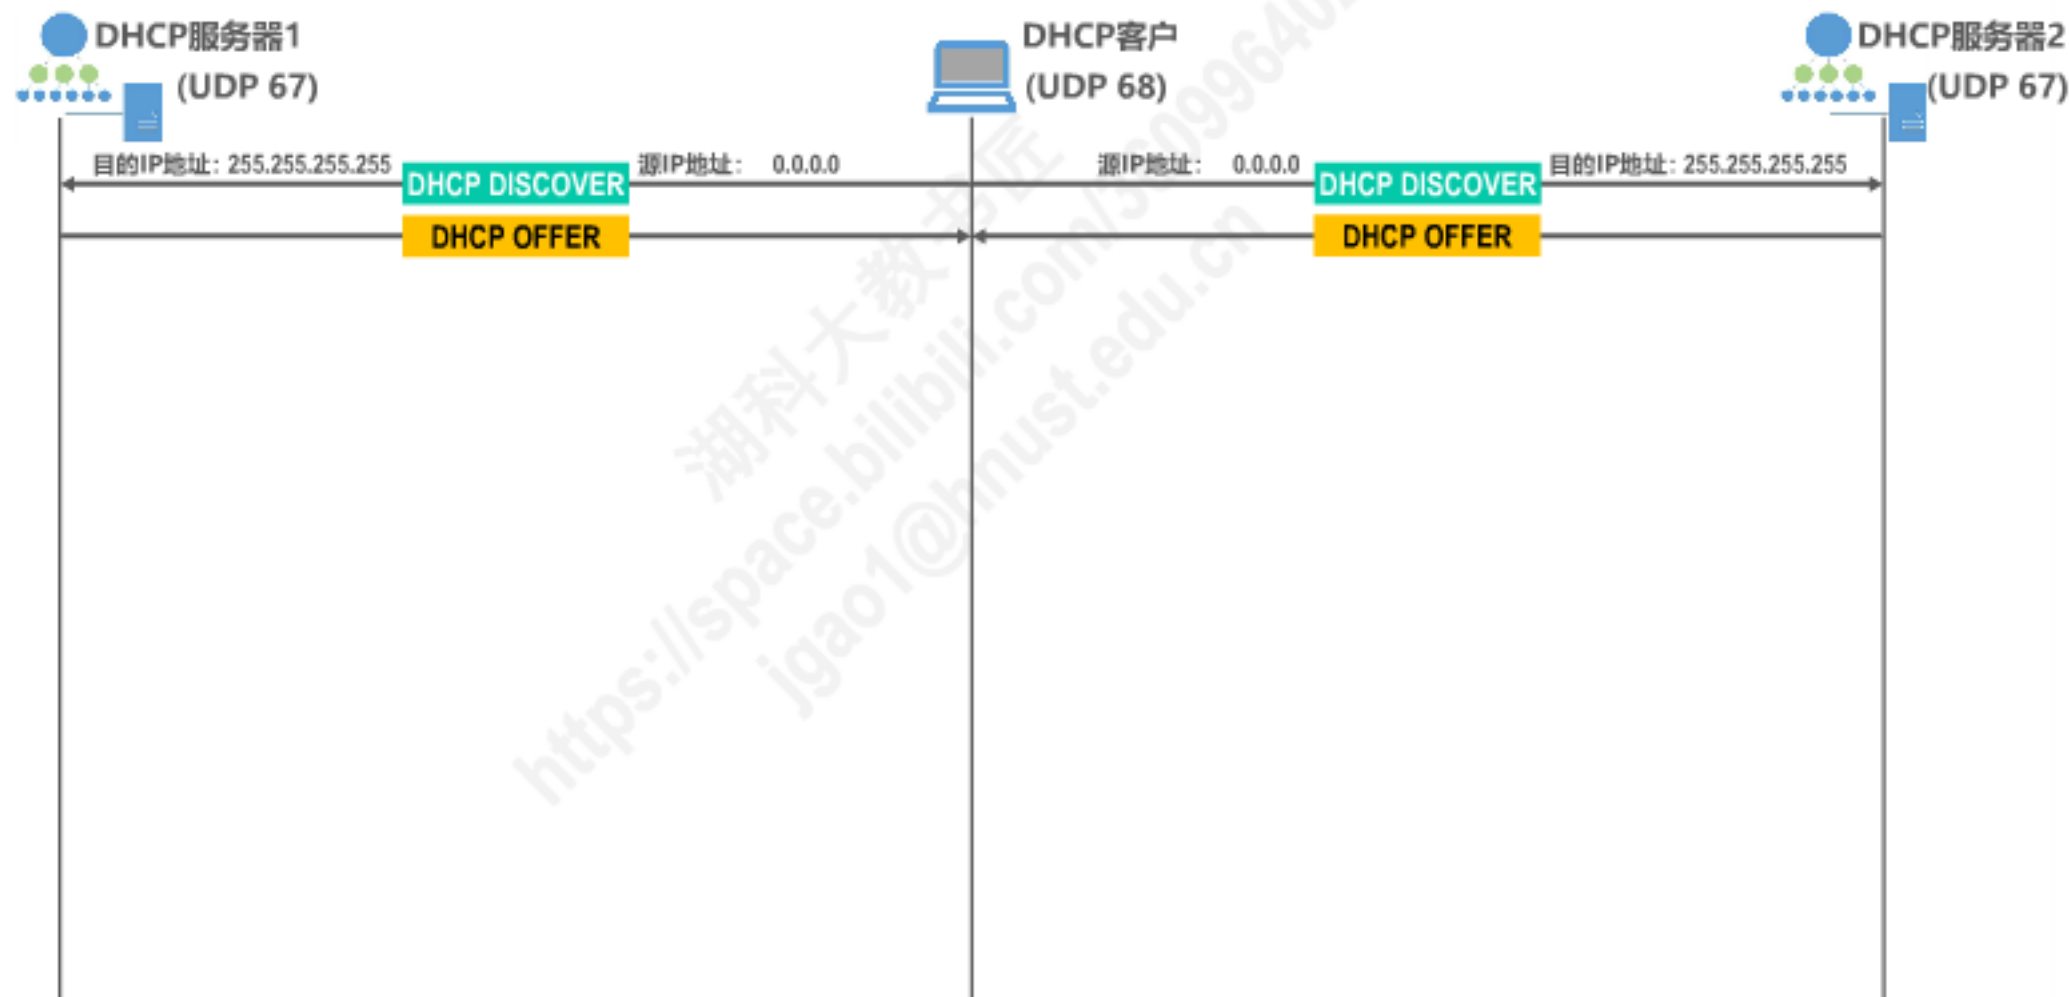 DHCP服务器1
(UDP 67)
DHCP客户
(UDP 68)
DHCP服务器2
(UDP 67)
目的IP地址: 255.255.255.255
DHCP DISCOVER
源IP地址: 0.0.0.0
源IP地址: 0.0.0.0
DHCP DISCOVER
目的IP地址: 255.255.255.255
DHCP OFFER
DHCP OFFER
湖科大教书匠
https://space.bilibili.com/36099640
jgao1@hnust.edu.cn